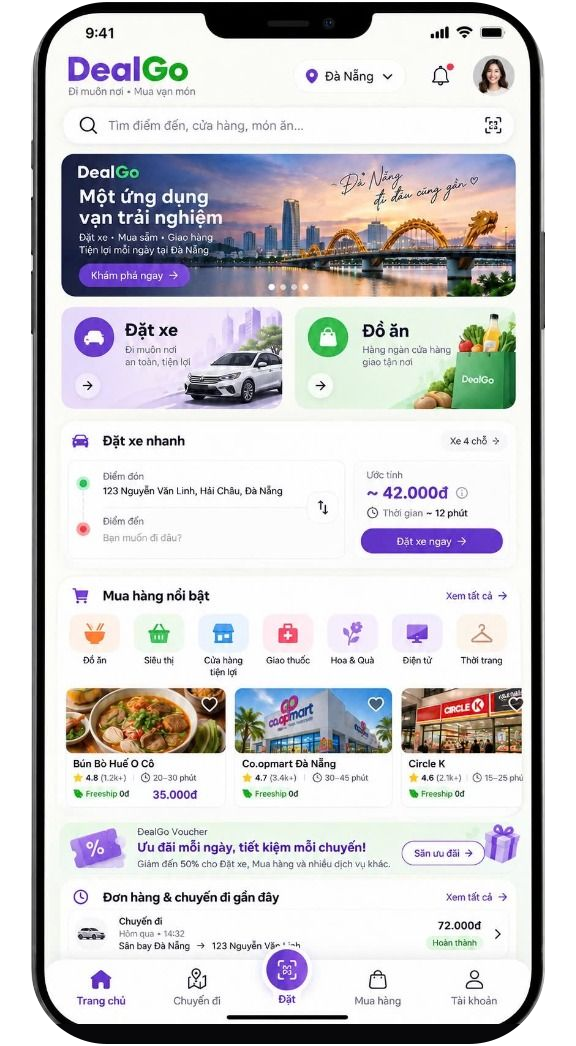 9:41
DealGo
Đi muôn nơi • Mua vạn món
Đà Nẵng
Tìm điểm đến, cửa hàng, món ăn...
DealGo
Một ứng dụng
vạn trải nghiệm
Đặt xe • Mua sắm • Giao hàng
Tiện lợi mỗi ngày tại Đà Nẵng
Khám phá ngay →
Đà Nẵng
đi đâu cũng gần ♡
Đặt xe
Đi muôn nơi
an toàn, tiện lợi
→
Đồ ăn
Hàng ngàn cửa hàng
giao tận nơi
→
DealGo
Đặt xe nhanh
Xe 4 chỗ →
Điểm đón
123 Nguyễn Văn Linh, Hải Châu, Đà Nẵng
Điểm đến
Bạn muốn đi đâu?
Ước tính
~ 42.000đ
Thời gian ~ 12 phút
Đặt xe ngay →
Mua hàng nổi bật
Xem tất cả →
Đồ ăn
Siêu thị
Cửa hàng
tiện lợi
Giao thuốc
Hoa & Quà
Điện tử
Thời trang
GO
co.opmart
CIRCLE K
Bún Bò Huế O Cô
4.8 (1.2k+) 20–30 phút
Freeship 0đ 35.000đ
Co.opmart Đà Nẵng
4.7 (3.4k+) 30–45 phút
Freeship 0đ
Circle K
4.6 (2.1k+) 15–25 phú
Freeship 0đ
%
DealGo Voucher
Ưu đãi mỗi ngày, tiết kiệm mỗi chuyến!
Giảm đến 50% cho Đặt xe, Mua hàng và nhiều dịch vụ khác.
Săn ưu đãi →
Đơn hàng & chuyến đi gần đây
Xem tất cả →
Chuyến đi
Hôm qua • 14:32
Sân bay Đà Nẵng → 123 Nguyễn Văn
72.000đ
Hoàn thành
Trang chủ
Chuyến đi
Đặt
Mua hàng
Tài khoản